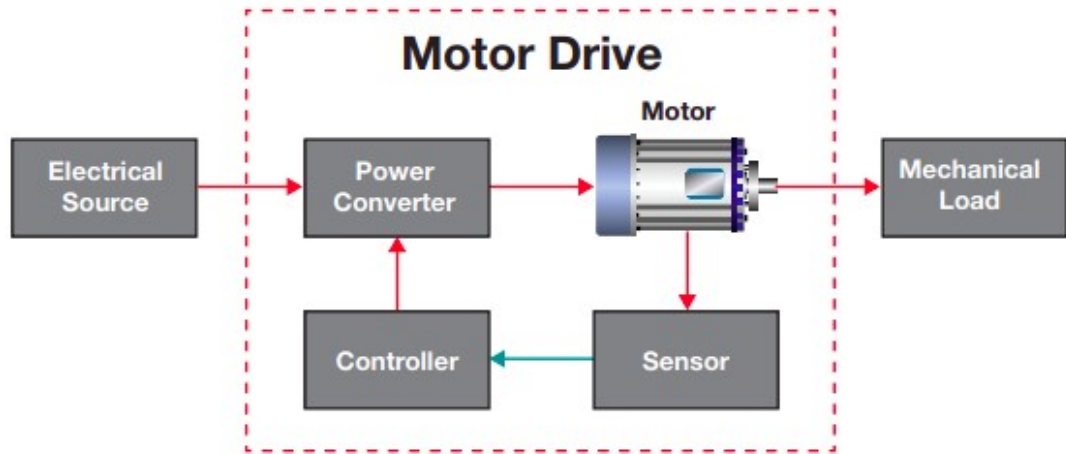 Motor Drive
Motor
Electrical
Source
Power
Converter
Mechanical
Load
Controller
Sensor